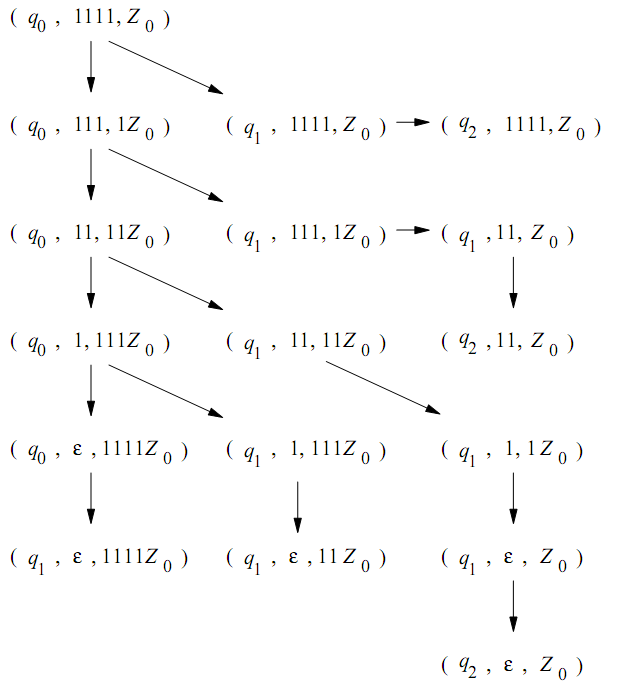 ( q₀ , 1111, Z₀ )
( q₀ , 111, 1Z₀ ) ( q₁ , 1111, Z₀ ) ( q₂ , 1111, Z₀ )
( q₀ , 11, 11Z₀ ) ( q₁ , 111, 1Z₀ ) ( q₁ ,11, Z₀ )
( q₀ , 1, 111Z₀ ) ( q₁ , 11, 11Z₀ ) ( q₂ ,11, Z₀ )
( q₀ , ε , 1111Z₀ ) ( q₁ , 1, 111Z₀ ) ( q₁ , 1, 1Z₀ )
( q₁ , ε , 1111Z₀ ) ( q₁ , ε , 11Z₀ ) ( q₁ , ε , Z₀ )
( q₂ , ε , Z₀ )